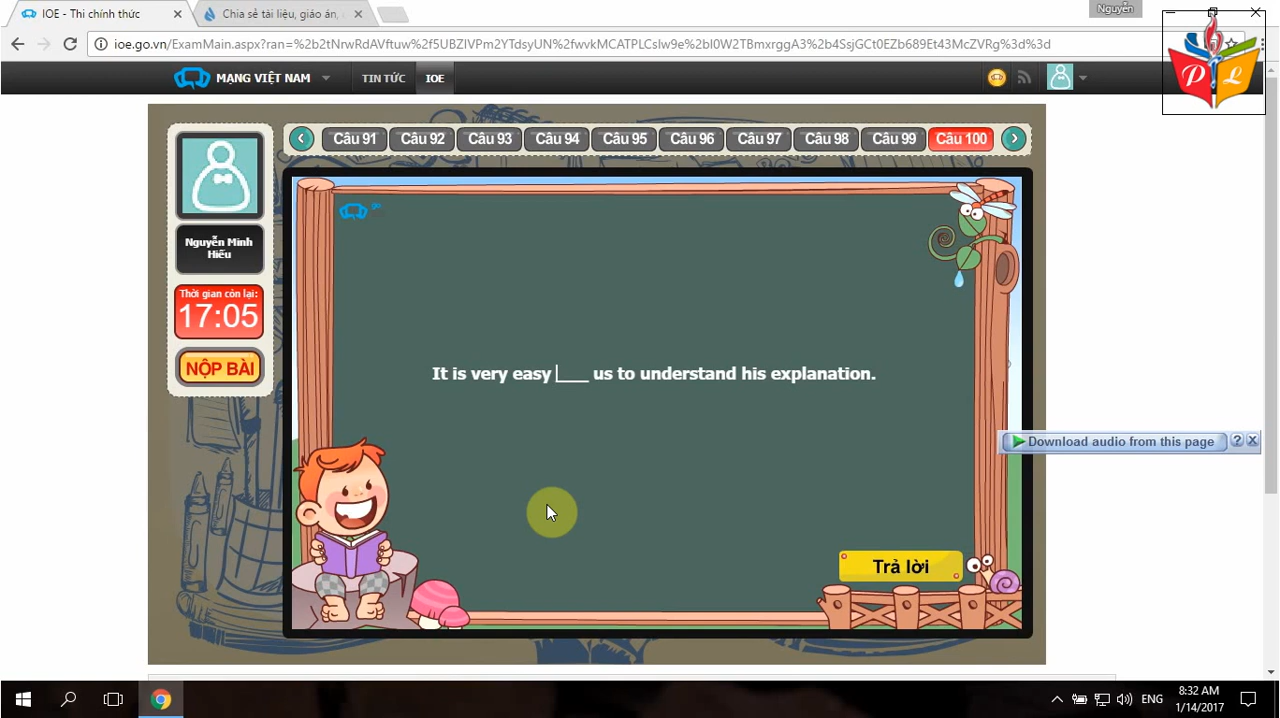 IOE - Thi chính thức
Chia sẻ tài liệu, giáo án,
Nguyễn
ioe.go.vn/ExamMain.aspx?ran=%2b2tNrwRdAVftuw%2f5UBZIVPm2YdsyUN%2fwvkMCATPLCslw9e%2bI0W2TBmxrggA3%2b4SsjGCt0EZb689Et43McZVRg%3d%3d
P L
MẠNG VIỆT NAM
TIN TỨC
IOE
Câu 91
Câu 92
Câu 93
Câu 94
Câu 95
Câu 96
Câu 97
Câu 98
Câu 99
Câu 100
go
Nguyễn Minh
Hiếu
Thời gian còn lại:
17:05
NỘP BÀI
It is very easy ___ us to understand his explanation.
Download audio from this page
Trả lời
ENG
8:32 AM
1/14/2017